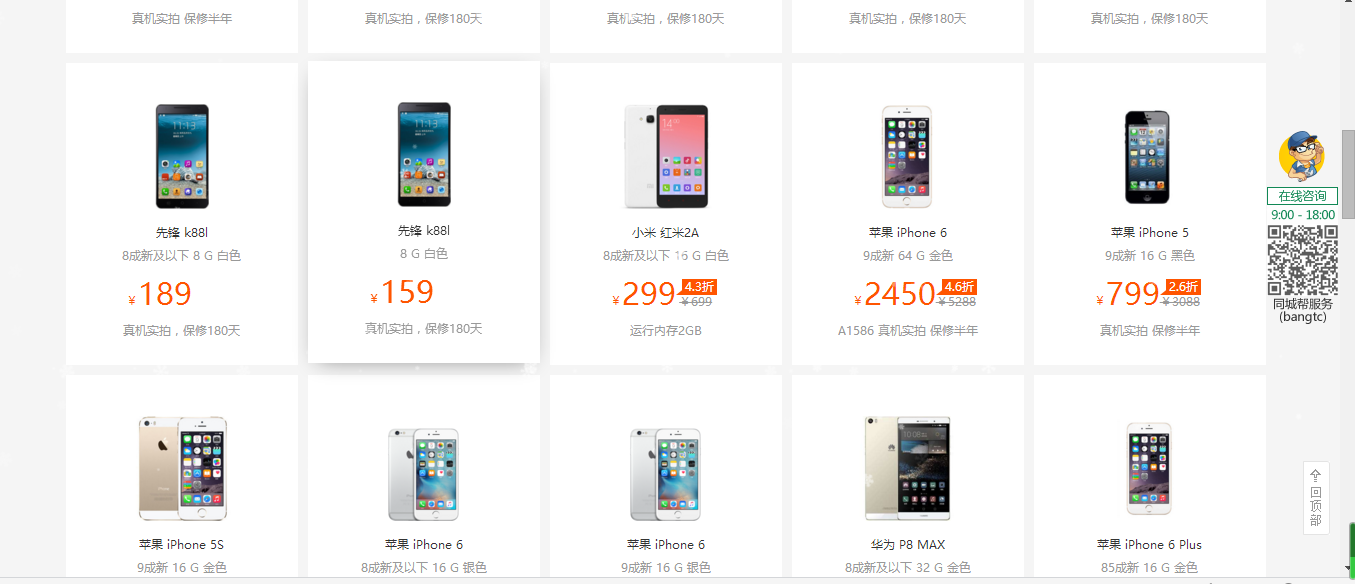 真机实拍 保修半年
真机实拍，保修180天
真机实拍，保修180天
真机实拍，保修180天
真机实拍，保修180天
先锋 k88l
8成新及以下 8 G 白色
¥189
真机实拍，保修180天
先锋 k88l
8 G 白色
¥159
真机实拍，保修180天
小米 红米2A
8成新及以下 16 G 白色
¥299 4.3折 ¥699
运行内存2GB
苹果 iPhone 6
9成新 64 G 金色
¥2450 4.6折 ¥5288
A1586 真机实拍 保修半年
苹果 iPhone 5
9成新 16 G 黑色
¥799 2.6折 ¥3088
真机实拍 保修半年
苹果 iPhone 5S
9成新 16 G 金色
苹果 iPhone 6
8成新及以下 16 G 银色
苹果 iPhone 6
9成新 16 G 银色
华为 P8 MAX
8成新及以下 32 G 金色
苹果 iPhone 6 Plus
85成新 16 G 金色
在线咨询
9:00 - 18:00
同城帮服务
(bangtc)
回
顶
部